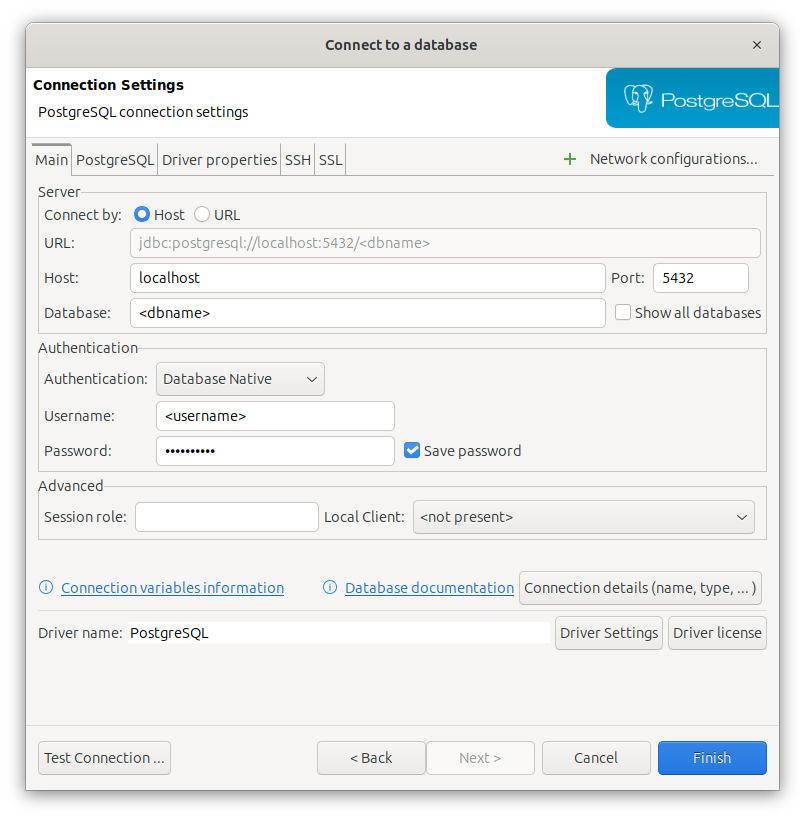 Connect to a database
Connection Settings
PostgreSQL connection settings
PostgreSQL
Main PostgreSQL Driver properties SSH SSL Network configurations...
Server
Connect by: Host URL
URL: jdbc:postgresql://localhost:5432/<dbname>
Host: localhost Port: 5432
Database: <dbname> Show all databases
Authentication
Authentication: Database Native
Username: <username>
Password: •••••••••• Save password
Advanced
Session role: Local Client: <not present>
Connection variables information Database documentation Connection details (name, type, ... )
Driver name: PostgreSQL Driver Settings Driver license
Test Connection ... < Back Next > Cancel Finish